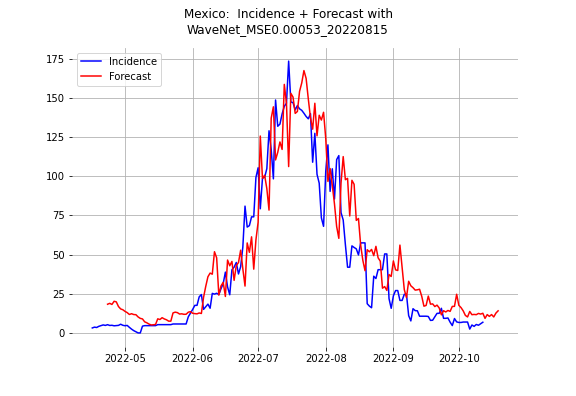 Mexico:  Incidence + Forecast with
WaveNet_MSE0.00053_20220815
Incidence
Forecast
175
150
125
100
75
50
25
0
2022-05 2022-06 2022-07 2022-08 2022-09 2022-10